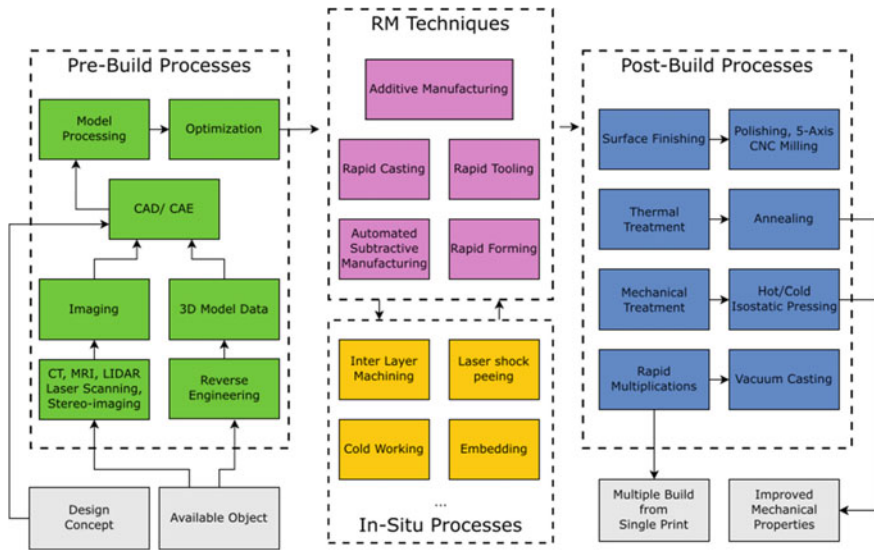 Pre-Build Processes
Model
Processing
Optimization
CAD/ CAE
Imaging
3D Model Data
CT, MRI, LIDAR
Laser Scanning,
Stereo-imaging
Reverse
Engineering
Design
Concept
Available Object
RM Techniques
Additive Manufacturing
Rapid Casting
Rapid Tooling
Automated
Subtractive
Manufacturing
Rapid Forming
Inter Layer
Machining
Laser shock
peeing
Cold Working
Embedding
...
In-Situ Processes
Post-Build Processes
Surface Finishing
Polishing, 5-Axis
CNC Milling
Thermal
Treatment
Annealing
Mechanical
Treatment
Hot/Cold
Isostatic Pressing
Rapid
Multiplications
Vacuum Casting
Multiple Build
from
Single Print
Improved
Mechanical
Properties